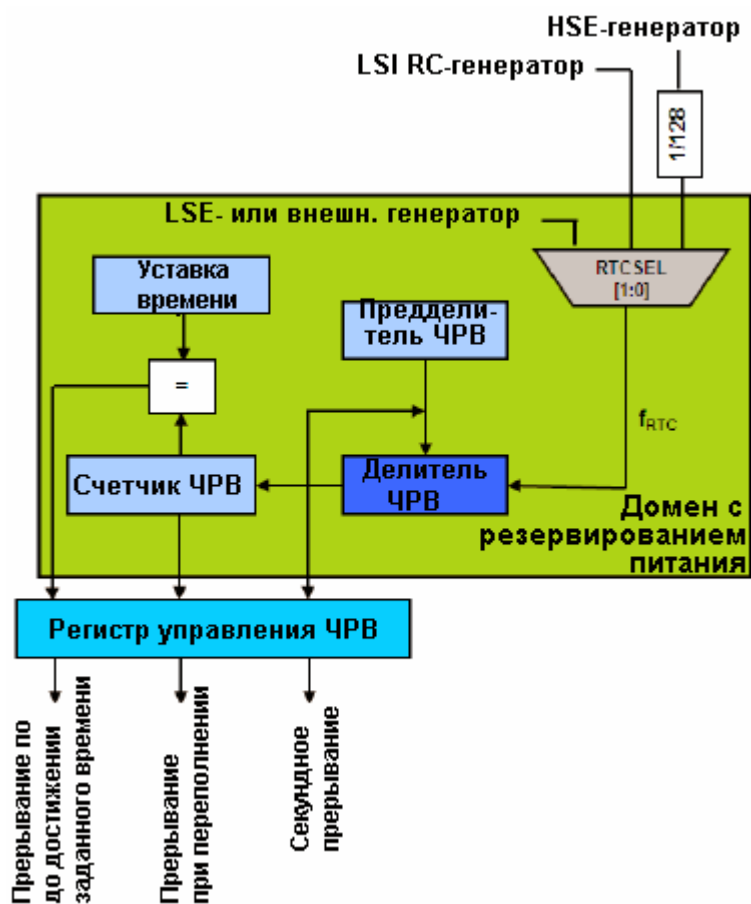 HSE-генератор
LSI RC-генератор
1/128
LSE- или внешн. генератор
RTCSEL
[1:0]
Уставка
времени
Преддели-
тель ЧРВ
=
fRTC
Счетчик ЧРВ
Делитель
ЧРВ
Домен с
резервированием
питания
Регистр управления ЧРВ
Прерывание по
до достижении
заданного времени
Прерывание
при переполнении
Секундное
прерывание